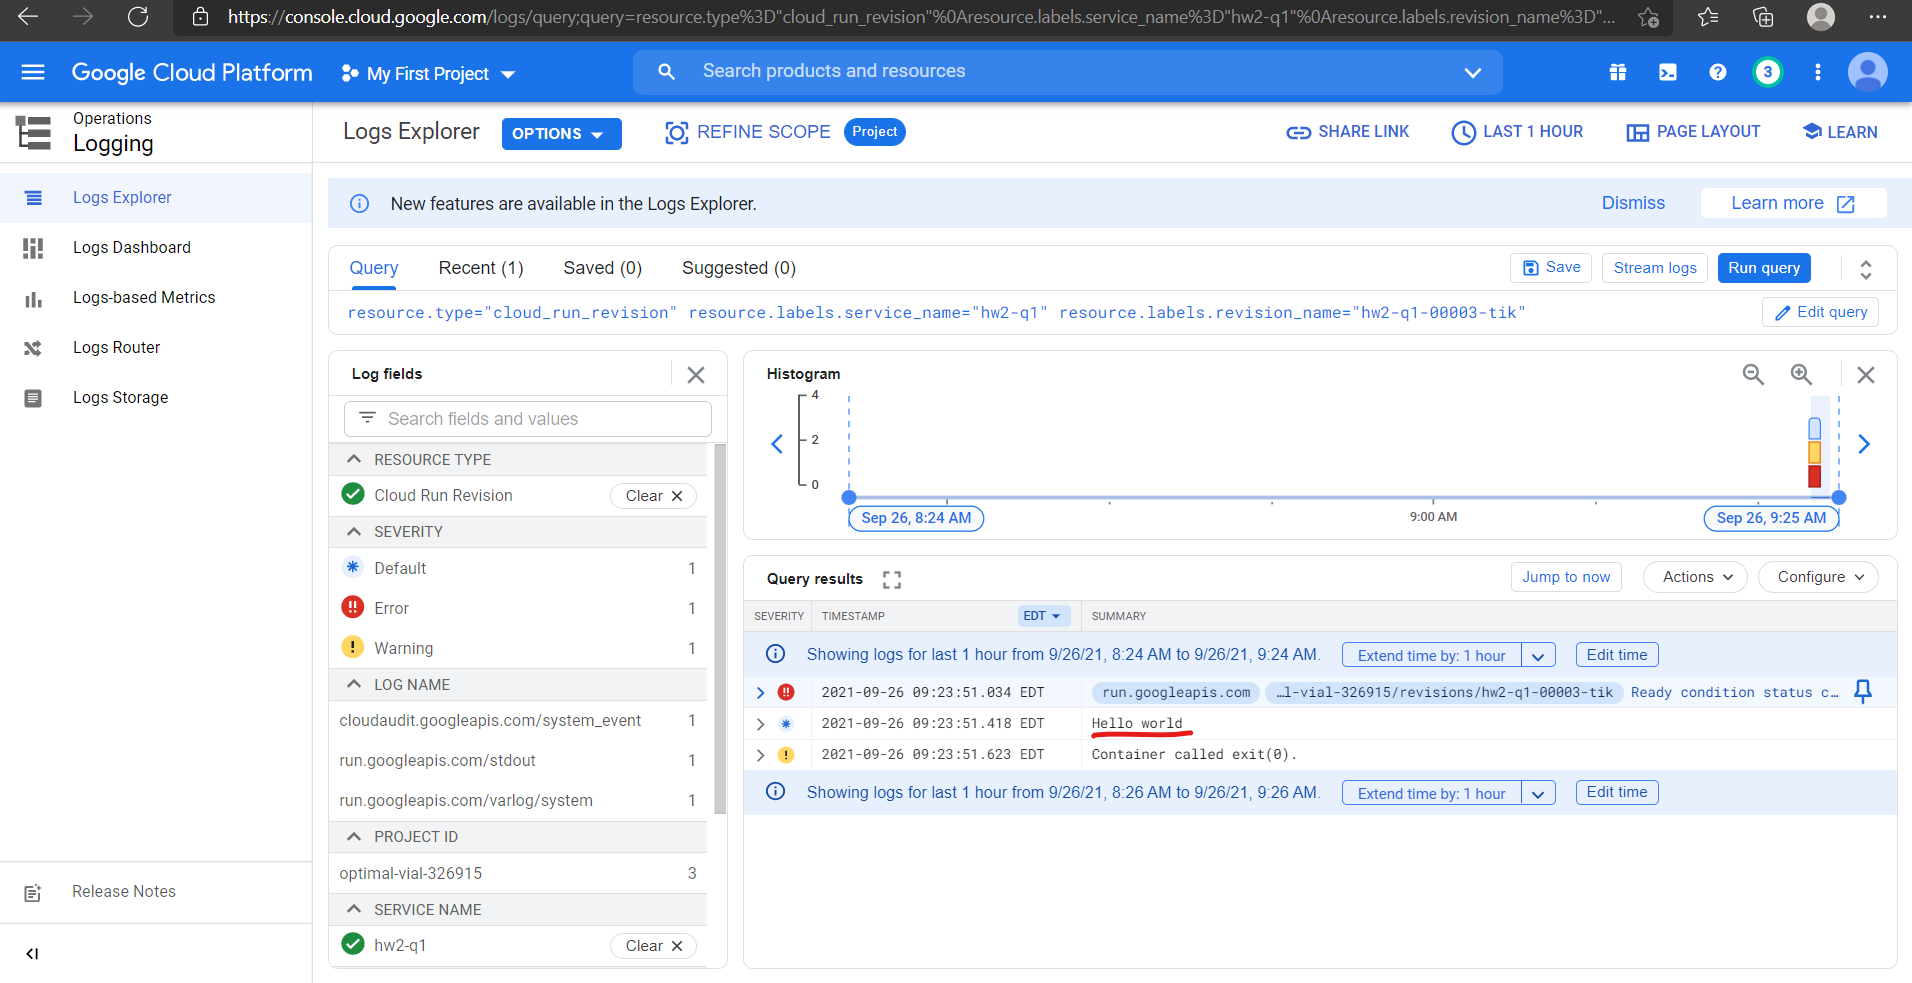 https://console.cloud.google.com/logs/query;query=resource.type%3D"cloud_run_revision"%0Aresource.labels.service_name%3D"hw2-q1"%0Aresource.labels.revision_name%3D"...
Google Cloud Platform
My First Project
Search products and resources
3
Operations
Logging
Logs Explorer
OPTIONS
REFINE SCOPE
Project
SHARE LINK
LAST 1 HOUR
PAGE LAYOUT
LEARN
Logs Explorer
Logs Dashboard
Logs-based Metrics
Logs Router
Logs Storage
Release Notes
New features are available in the Logs Explorer.
Dismiss
Learn more
Query
Recent (1)
Saved (0)
Suggested (0)
Save
Stream logs
Run query
resource.type="cloud_run_revision" resource.labels.service_name="hw2-q1" resource.labels.revision_name="hw2-q1-00003-tik"
Edit query
Log fields
Search fields and values
RESOURCE TYPE
Cloud Run Revision
Clear
SEVERITY
Default 1
Error 1
Warning 1
LOG NAME
cloudaudit.googleapis.com/system_event 1
run.googleapis.com/stdout 1
run.googleapis.com/varlog/system 1
PROJECT ID
optimal-vial-326915 3
SERVICE NAME
hw2-q1
Clear
Histogram
4
2
0
Sep 26, 8:24 AM
9:00 AM
Sep 26, 9:25 AM
Query results
Jump to now
Actions
Configure
SEVERITY TIMESTAMP EDT SUMMARY
Showing logs for last 1 hour from 9/26/21, 8:24 AM to 9/26/21, 9:24 AM. Extend time by: 1 hour Edit time
2021-09-26 09:23:51.034 EDT run.googleapis.com …l-vial-326915/revisions/hw2-q1-00003-tik Ready condition status c…
2021-09-26 09:23:51.418 EDT Hello world
2021-09-26 09:23:51.623 EDT Container called exit(0).
Showing logs for last 1 hour from 9/26/21, 8:26 AM to 9/26/21, 9:26 AM. Extend time by: 1 hour Edit time